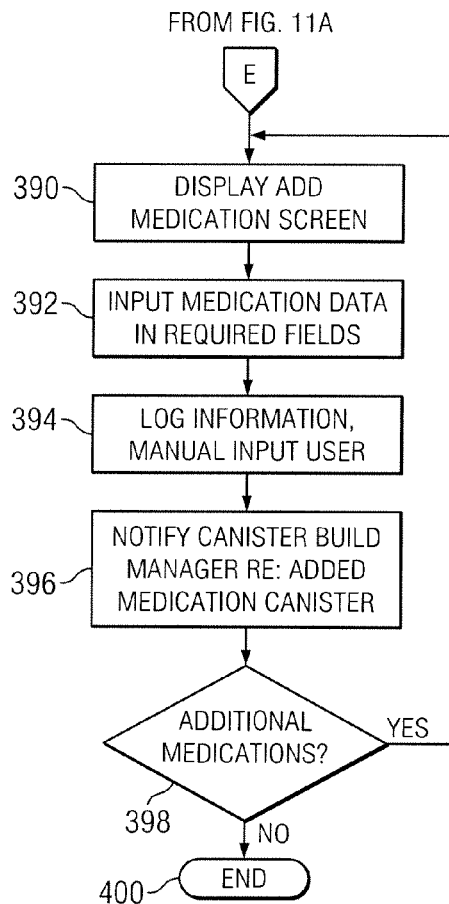 FROM FIG. 11A
E
390
DISPLAY ADD
MEDICATION SCREEN
392
INPUT MEDICATION DATA
IN REQUIRED FIELDS
394
LOG INFORMATION,
MANUAL INPUT USER
396
NOTIFY CANISTER BUILD
MANAGER RE: ADDED
MEDICATION CANISTER
ADDITIONAL
MEDICATIONS?
YES
398
NO
400
END